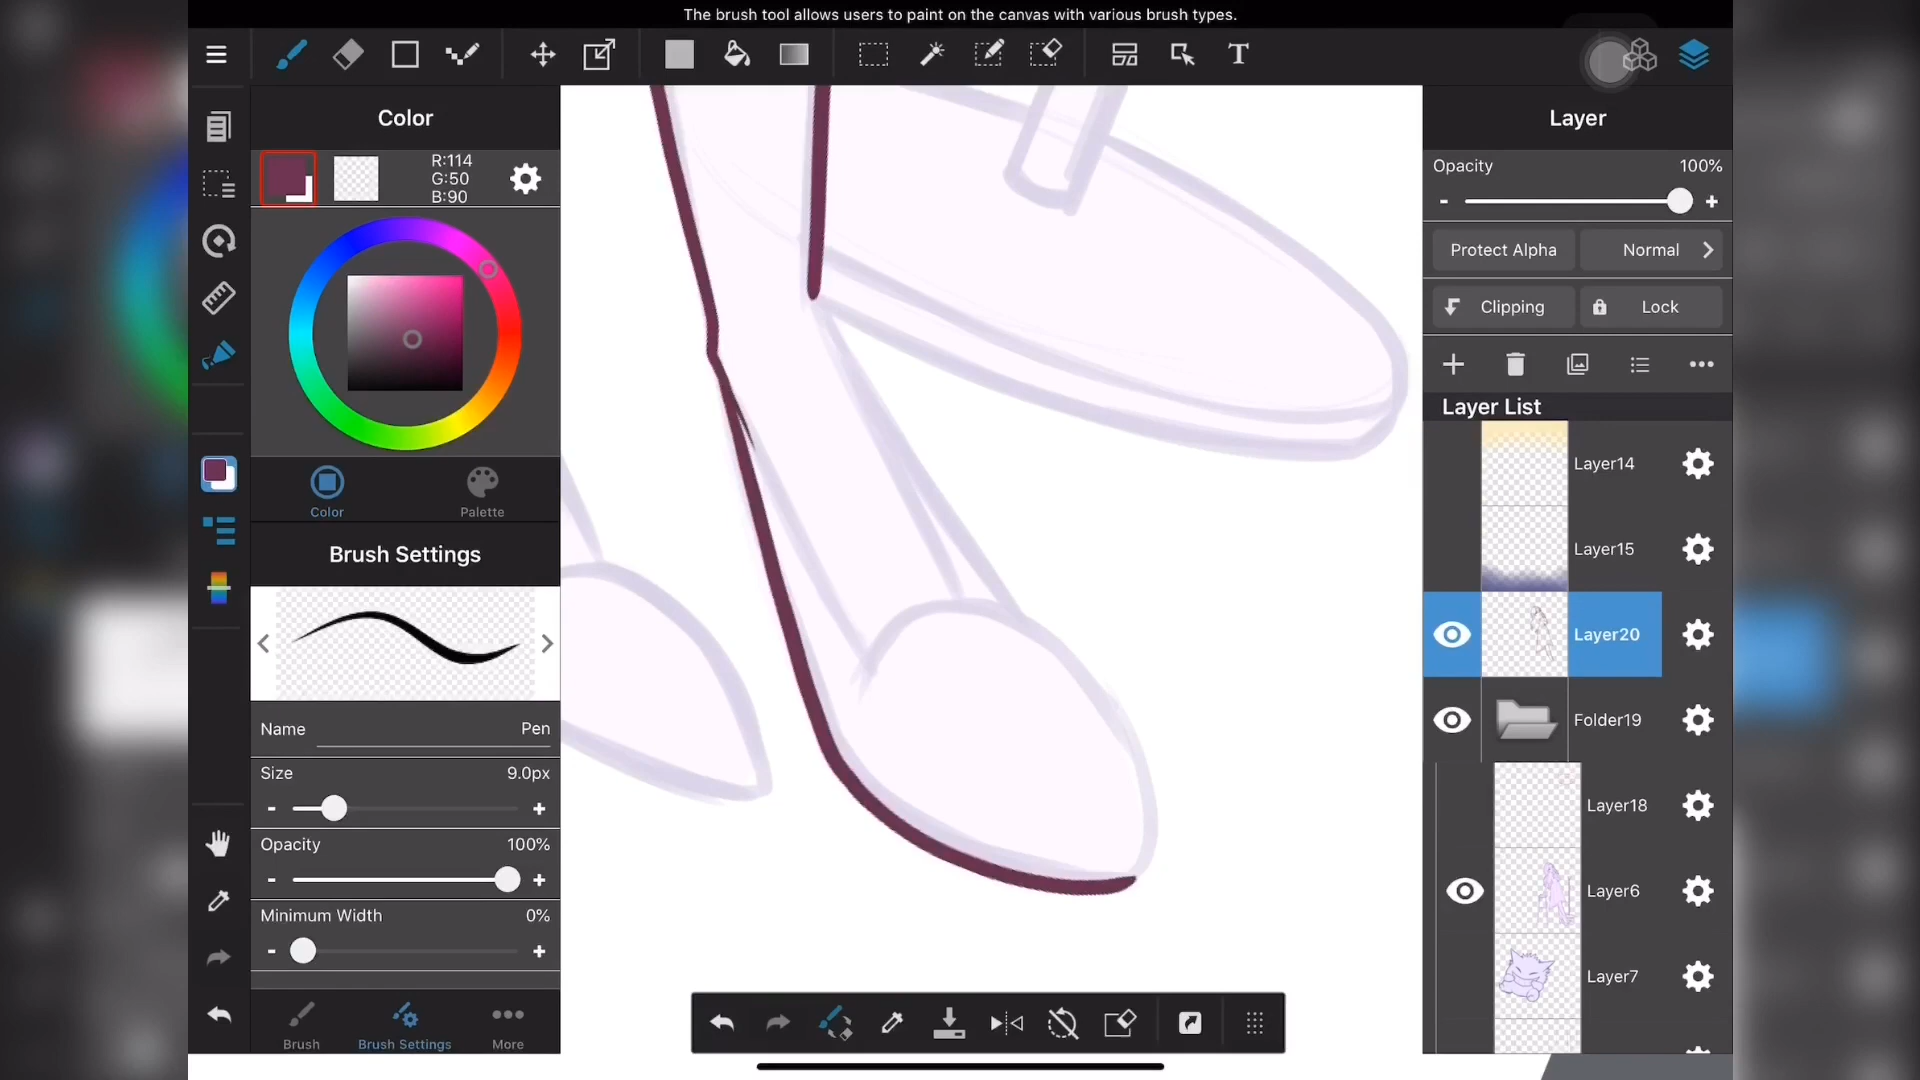 The brush tool allows users to paint on the canvas with various brush types.
T
Color
R:114
G:50
B:90
Color
Palette
Brush Settings
Name Pen
Size 9.0px
- +
Opacity 100%
- +
Minimum Width 0%
- +
Brush
Brush Settings
More
Layer
Opacity 100%
- +
Protect Alpha
Normal
Clipping
Lock
Layer List
Layer14
Layer15
Layer20
Folder19
Layer18
Layer6
Layer7